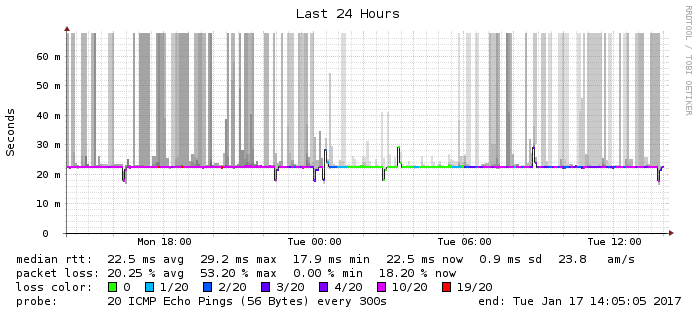 Last 24 Hours
RRDTOOL / TOBI OETIKER
Seconds
60 m
50 m
40 m
30 m
20 m
10 m
0
Mon 18:00 Tue 00:00 Tue 06:00 Tue 12:00
median rtt: 22.5 ms avg 29.2 ms max 17.9 ms min 22.5 ms now 0.9 ms sd 23.8 am/s
packet loss: 20.25 % avg 53.20 % max 0.00 % min 18.20 % now
loss color: 0 1/20 2/20 3/20 4/20 10/20 19/20
probe: 20 ICMP Echo Pings (56 Bytes) every 300s end: Tue Jan 17 14:05:05 2017